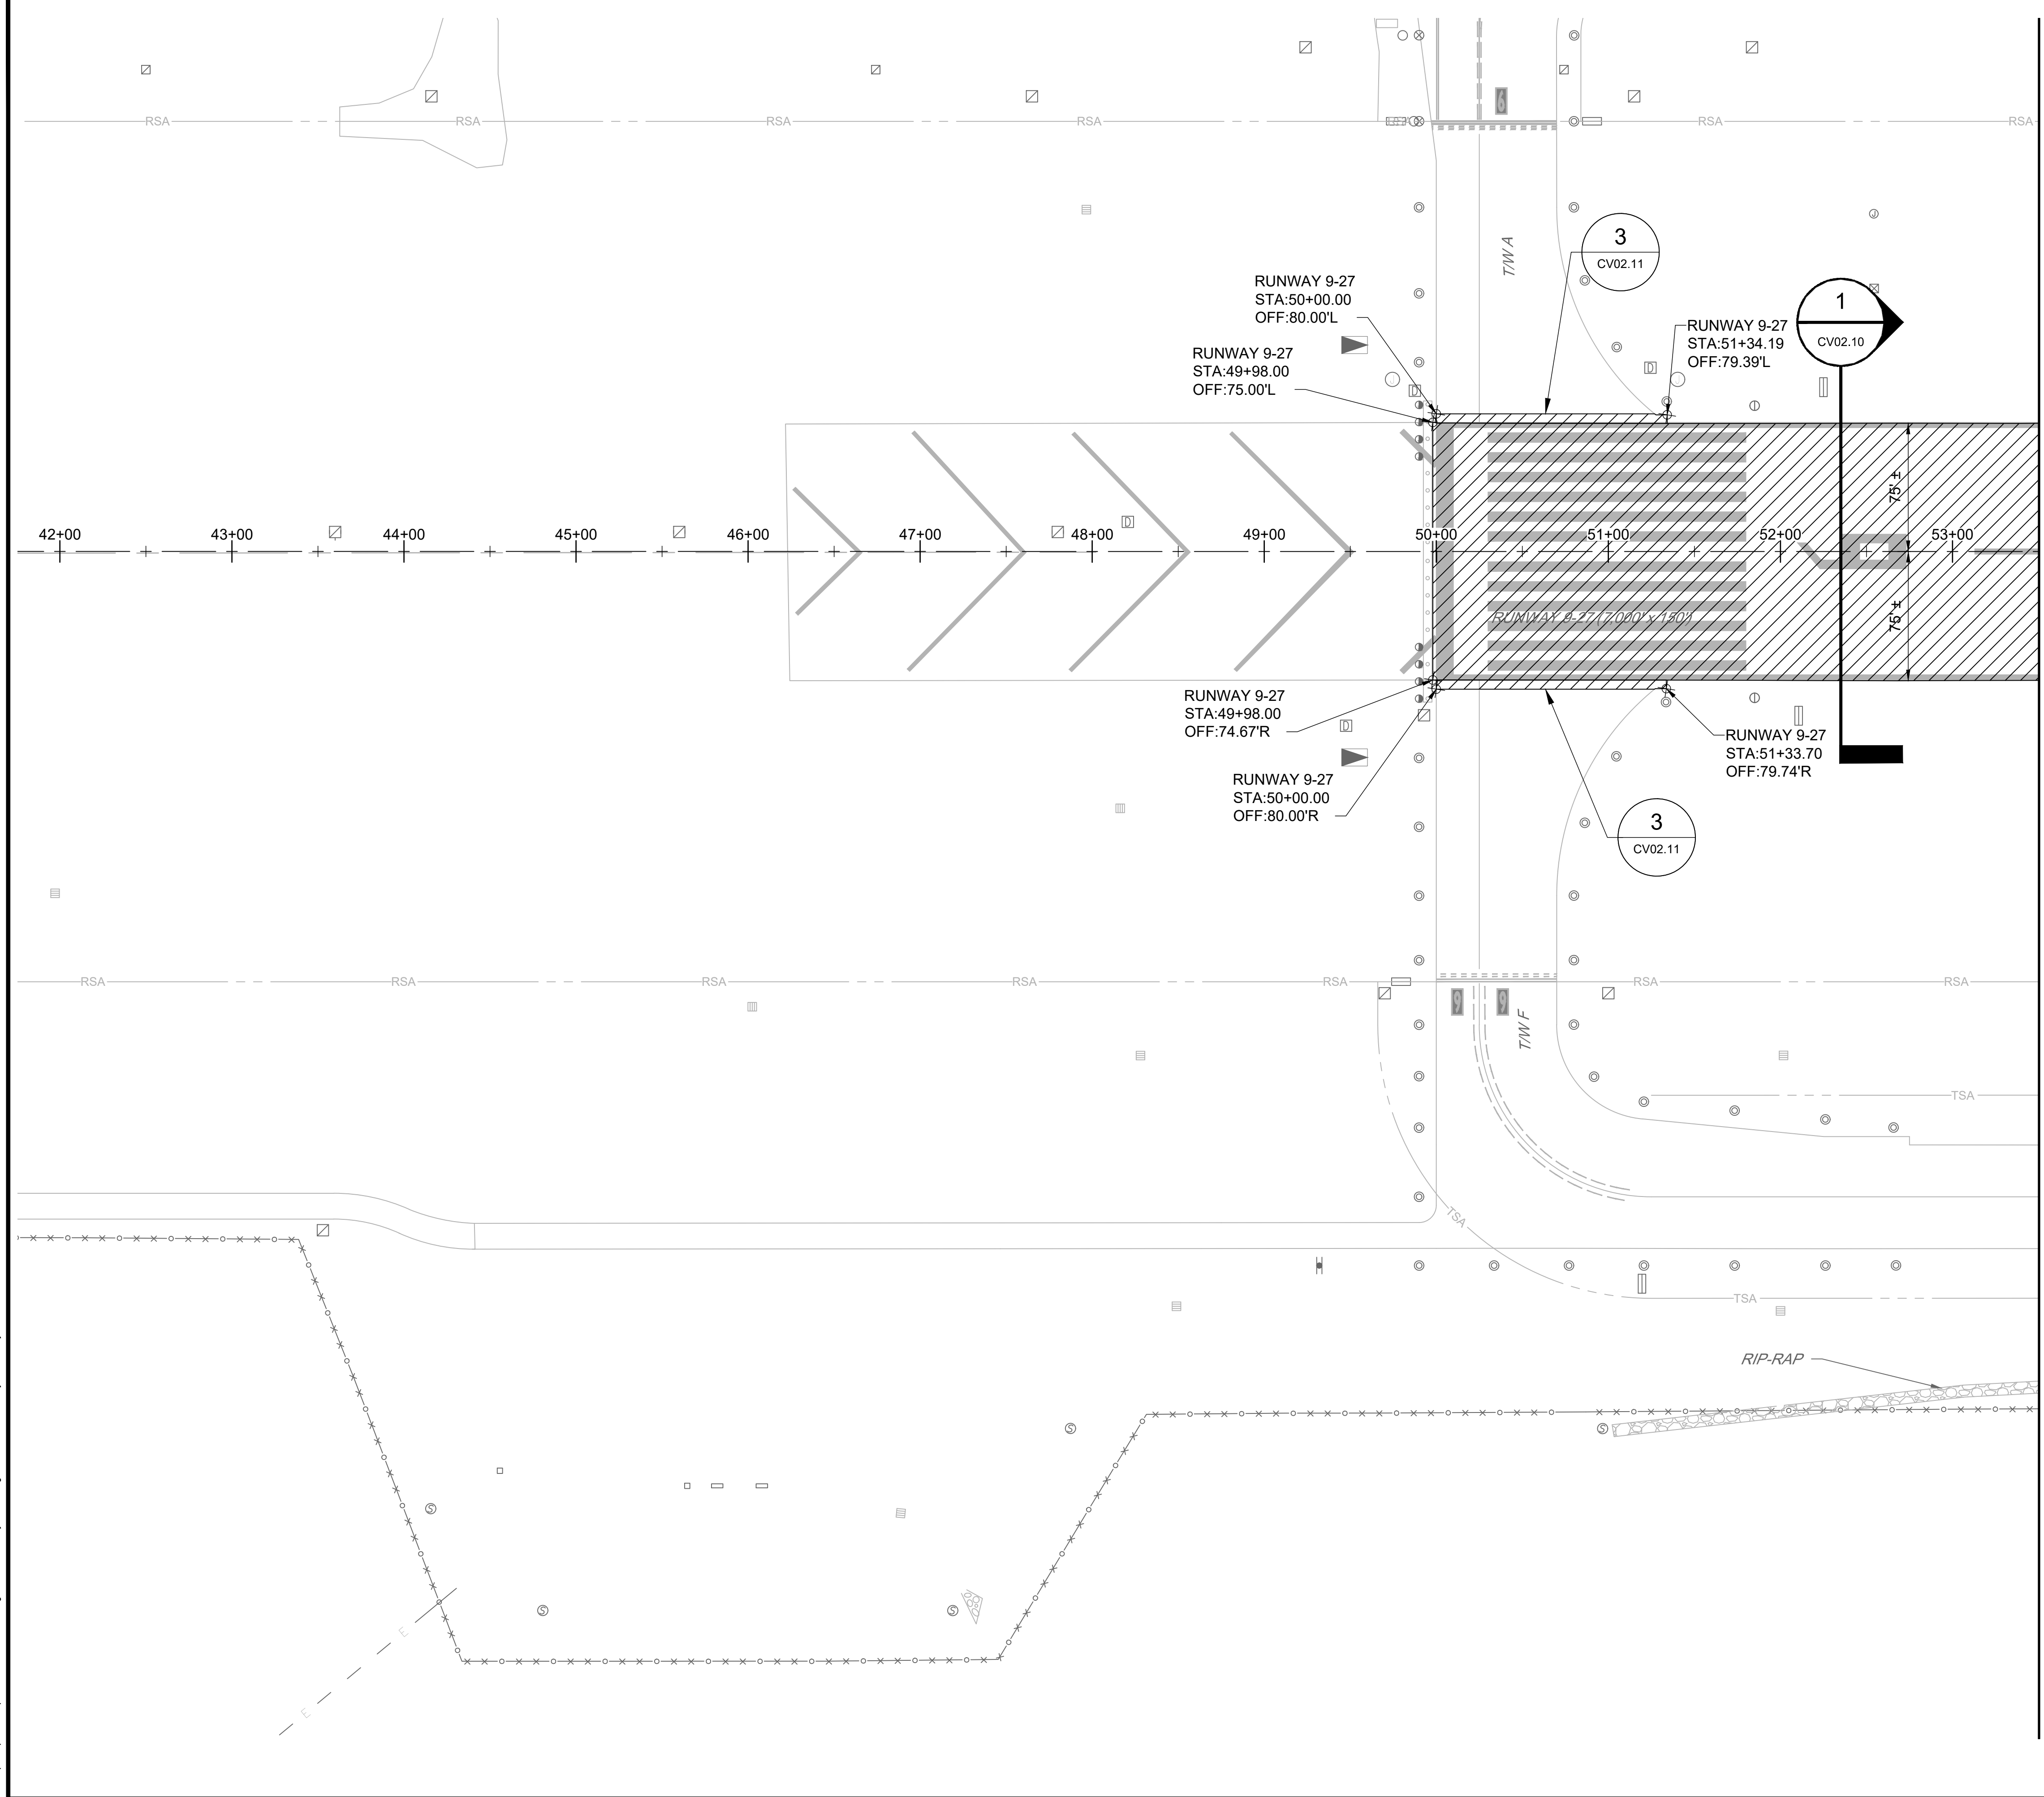 RSA RSA RSA RSA RSA RSA
6
T/W A
3
CV02.11
RUNWAY 9-27
STA:50+00.00
OFF:80.00'L
RUNWAY 9-27
STA:49+98.00
OFF:75.00'L
RUNWAY 9-27
STA:51+34.19
OFF:79.39'L
1
CV02.10
D
D
J
75' ±
42+00 43+00 44+00 45+00 46+00 47+00 48+00 49+00 50+00 51+00 52+00 53+00
D
75' ±
RUNWAY 9-27 (7,000' x 150')
RUNWAY 9-27
STA:49+98.00
OFF:74.67'R
D
RUNWAY 9-27
STA:50+00.00
OFF:80.00'R
RUNWAY 9-27
STA:51+33.70
OFF:79.74'R
3
CV02.11
RSA RSA RSA RSA RSA RSA RSA
9 9
T/W F
TSA
TSA
TSA
RIP-RAP
S
S
S
S
S
E
E